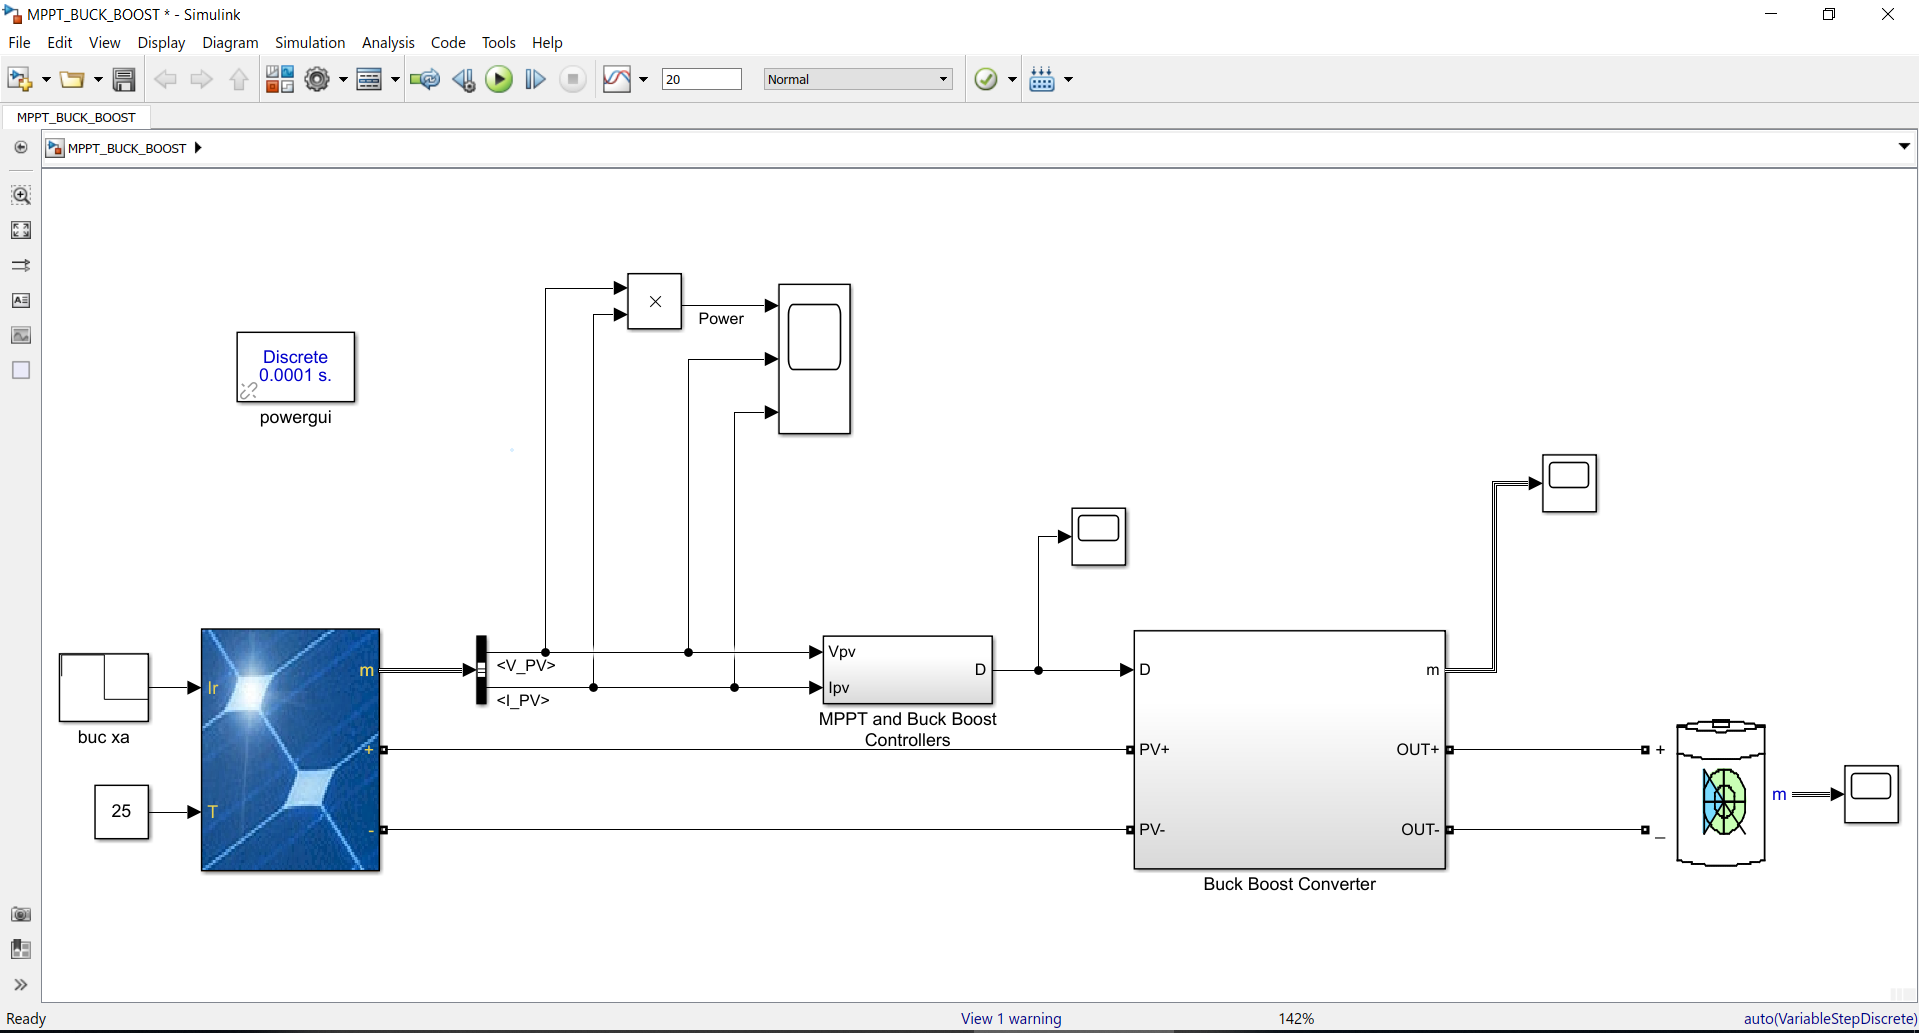 MPPT_BUCK_BOOST * - Simulink
File Edit View Display Diagram Simulation Analysis Code Tools Help
20 Normal
MPPT_BUCK_BOOST
MPPT_BUCK_BOOST
×
Power
Discrete
0.0001 s.
powergui
buc xa
25
Ir
T
m
+
-
<V_PV>
<I_PV>
Vpv
Ipv
D
MPPT and Buck Boost
Controllers
D
PV+
PV-
m
OUT+
OUT-
Buck Boost Converter
+
_
m
Ready View 1 warning 142% auto(VariableStepDiscrete)